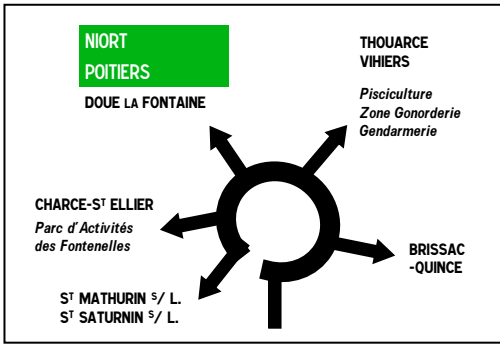 NIORT
POITIERS
DOUE LA FONTAINE
THOUARCE
VIHIERS
Pisciculture
Zone Gonorderie
Gendarmerie
CHARCE-Sᵀ ELLIER
Parc d'Activités
des Fontenelles
BRISSAC
-QUINCE
Sᵀ MATHURIN ˢ/ L.
Sᵀ SATURNIN ˢ/ L.